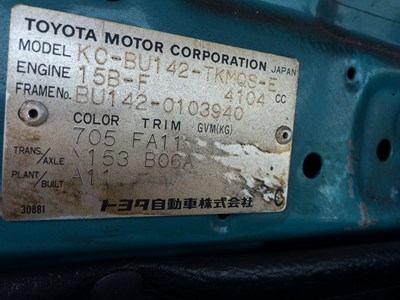 TOYOTA MOTOR CORPORATION JAPAN
MODEL KC-BU142-TKMQS-E
ENGINE 15B-F 4104 CC
FRAME No. BU142-0103940
COLOR TRIM GVM(KG)
705 FA11
TRANS/AXLE A153 B06A
PLANT/BUILT A11
30881 トヨタ自動車株式会社 C